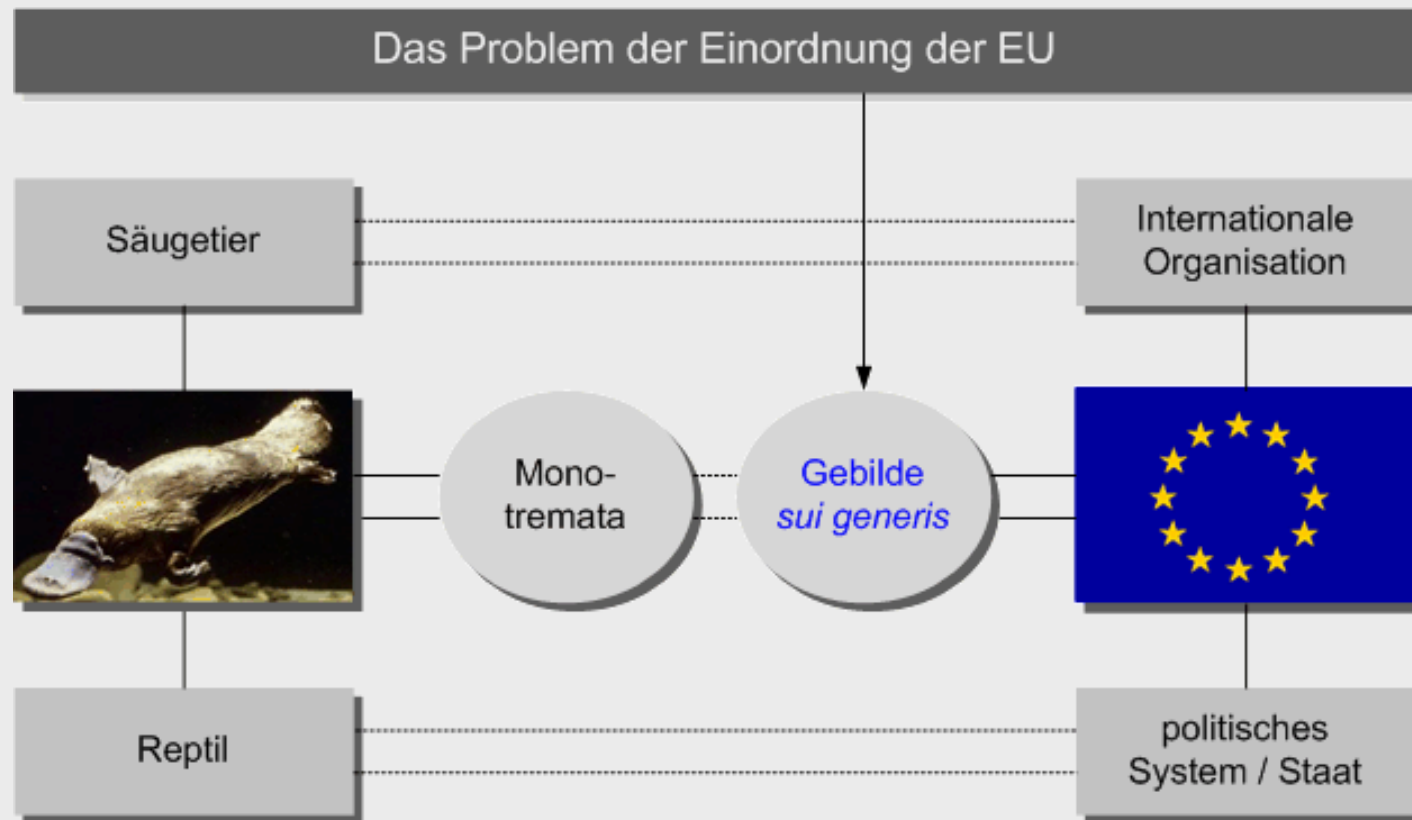 Das Problem der Einordnung der EU
Säugetier
Internationale
Organisation
Mono-
tremata
Gebilde
sui generis
Reptil
politisches
System / Staat